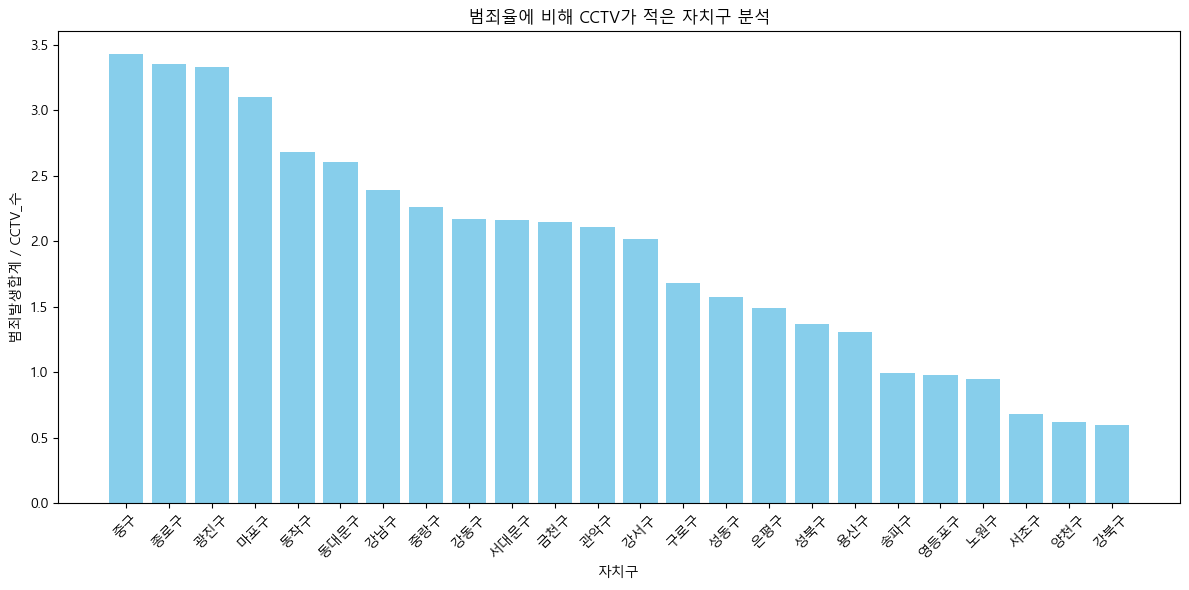 범죄율에 비해 CCTV가 적은 자치구 분석
범죄발생합계 / CCTV_수
3.5
3.0
2.5
2.0
1.5
1.0
0.5
0.0
중구 종로구 광진구 마포구 동작구 동대문구 강남구 중랑구 강동구 서대문구 금천구 관악구 강서구 구로구 성동구 은평구 성북구 용산구 송파구 영등포구 노원구 서초구 양천구 강북구
자치구